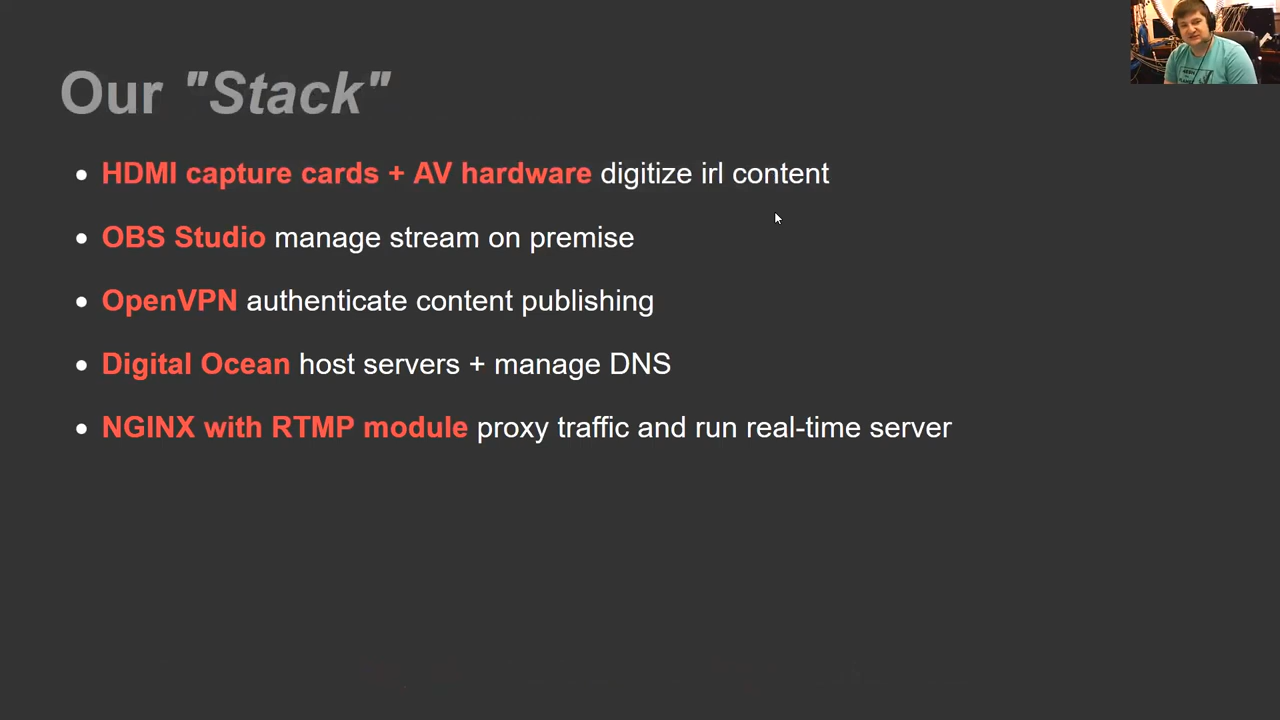 Our "Stack"
HDMI capture cards + AV hardware digitize irl content
OBS Studio manage stream on premise
OpenVPN authenticate content publishing
Digital Ocean host servers + manage DNS
NGINX with RTMP module proxy traffic and run real-time server